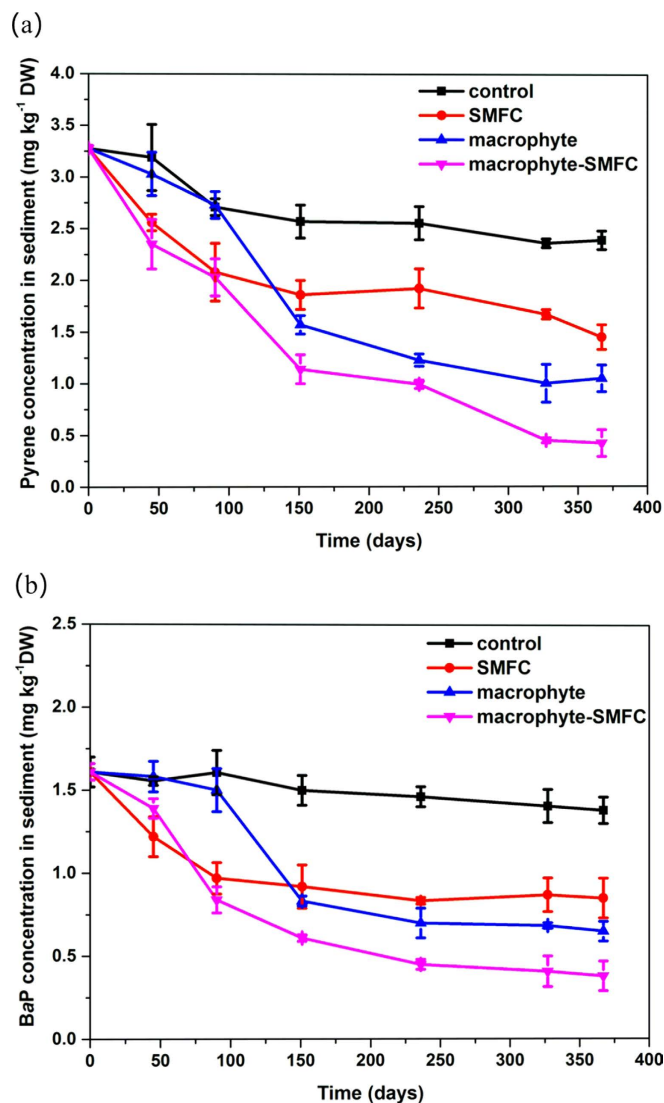 (a)
Pyrene concentration in sediment (mg kg⁻¹ DW)
4.0
3.5
3.0
2.5
2.0
1.5
1.0
0.5
0.0
control
SMFC
macrophyte
macrophyte-SMFC
0 50 100 150 200 250 300 350 400
Time (days)
(b)
BaP concentration in sediment (mg kg⁻¹DW)
2.5
2.0
1.5
1.0
0.5
0.0
control
SMFC
macrophyte
macrophyte-SMFC
0 50 100 150 200 250 300 350 400
Time (days)